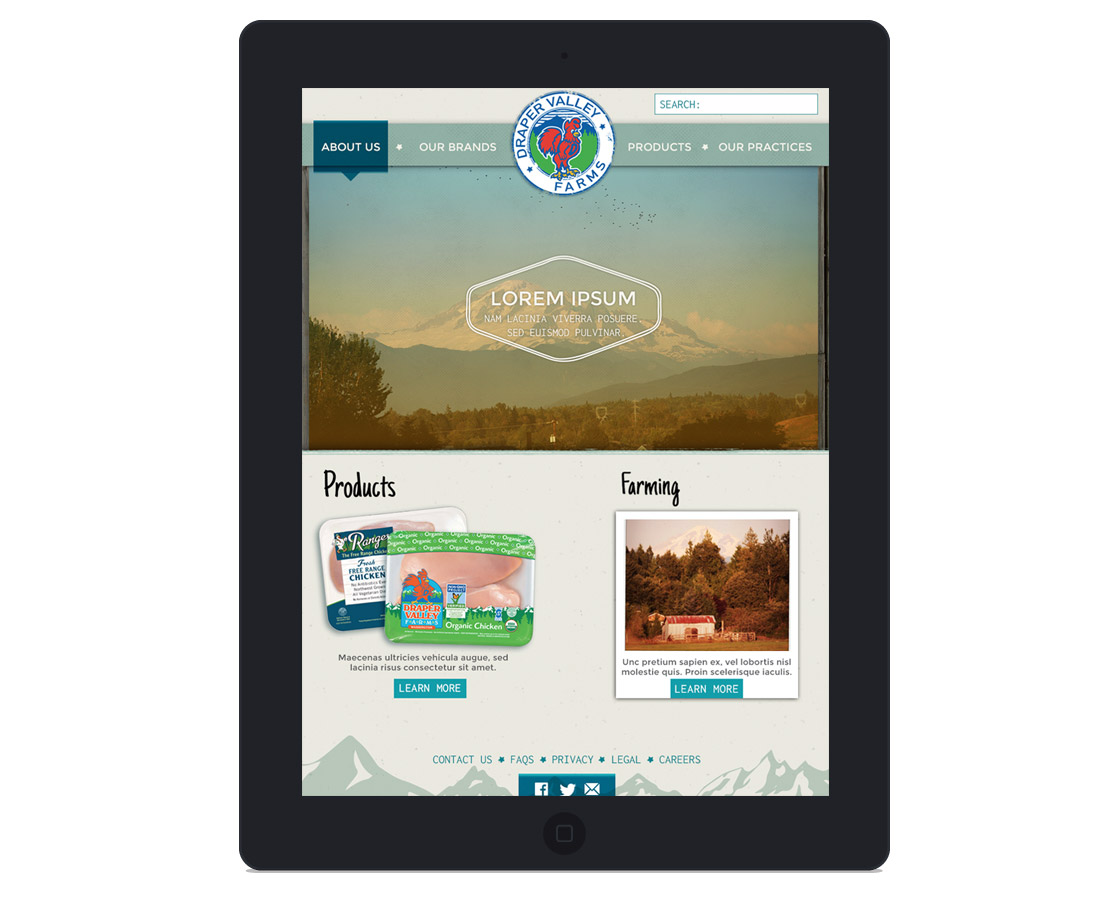 SEARCH:
DRAPER VALLEY
FARMS
ABOUT US
OUR BRANDS
PRODUCTS
OUR PRACTICES
LOREM IPSUM
NAM LACINIA VIVERRA POSUERE.
SED EUISMOD PULVINAR.
Products
Farming
Ranger
The Free Range Chicken
Fresh
FREE RANGE
CHICKEN
Organic Organic Organic Organic
DRAPER
VALLEY
FARMS
Organic Chicken
Maecenas ultricies vehicula augue, sed
lacinia risus consectetur sit amet.
LEARN MORE
Unc pretium sapien ex, vel lobortis nisl
molestie quis. Proin scelerisque iaculis.
LEARN MORE
CONTACT US
FAQS
PRIVACY
LEGAL
CAREERS